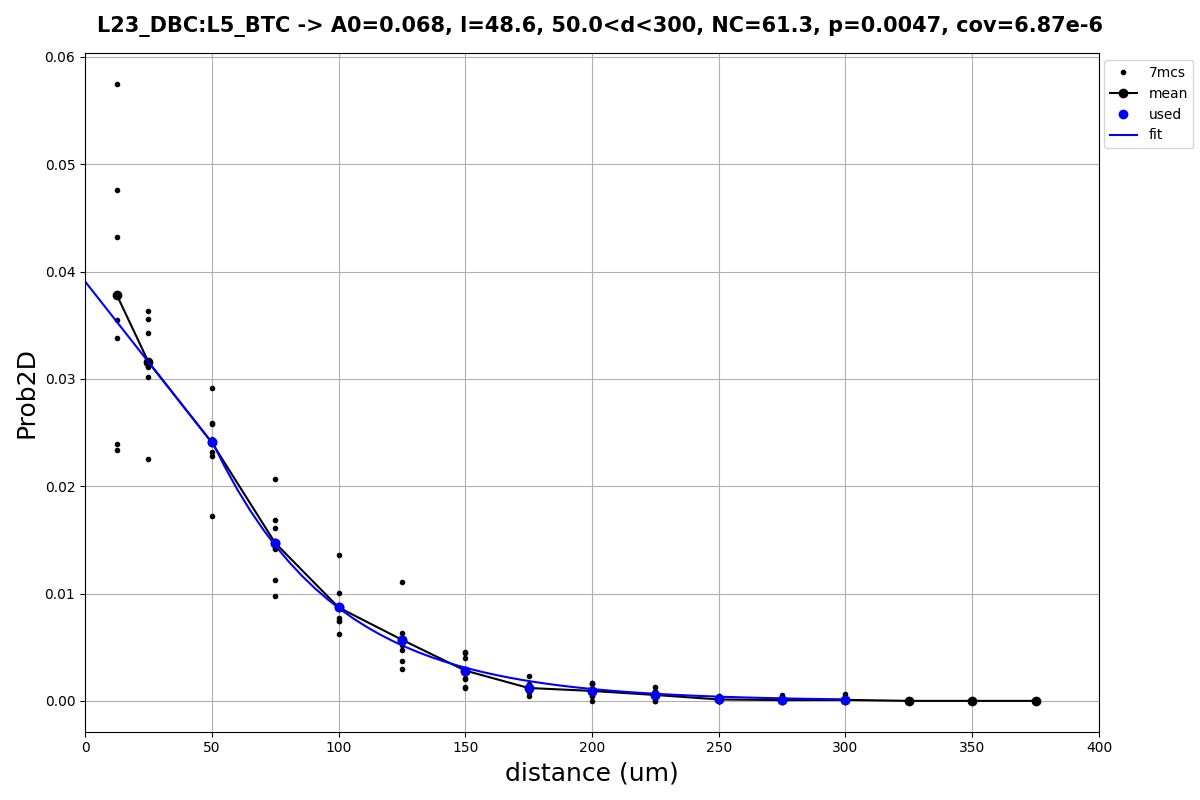 L23_DBC:L5_BTC -> A0=0.068, l=48.6, 50.0<d<300, NC=61.3, p=0.0047, cov=6.87e-6
0.06
0.05
0.04
0.03
0.02
0.01
0.00
Prob2D
0 50 100 150 200 250 300 350 400
distance (um)
7mcs
mean
used
fit